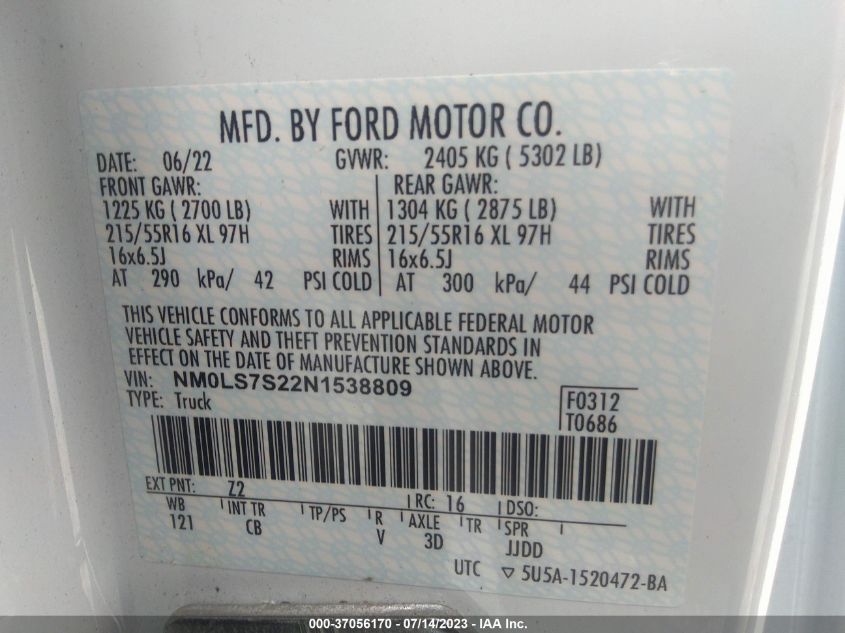 MFD. BY FORD MOTOR CO.
DATE: 06/22 GVWR: 2405 KG ( 5302 LB)
FRONT GAWR: REAR GAWR:
1225 KG ( 2700 LB) WITH 1304 KG ( 2875 LB) WITH
215/55R16 XL 97H TIRES 215/55R16 XL 97H TIRES
16x6.5J RIMS 16x6.5J RIMS
AT 290 kPa/ 42 PSI COLD AT 300 kPa/ 44 PSI COLD
THIS VEHICLE CONFORMS TO ALL APPLICABLE FEDERAL MOTOR
VEHICLE SAFETY AND THEFT PREVENTION STANDARDS IN
EFFECT ON THE DATE OF MANUFACTURE SHOWN ABOVE.
VIN: NM0LS7S22N1538809
TYPE: Truck
F0312
T0686
EXT PNT: Z2 RC: 16 DSO:
WB INT TR TP/PS R AXLE TR SPR
121 CB V 3D JJDD
UTC ▽ 5U5A-1520472-BA
000-37056170 - 07/14/2023 - IAA Inc.